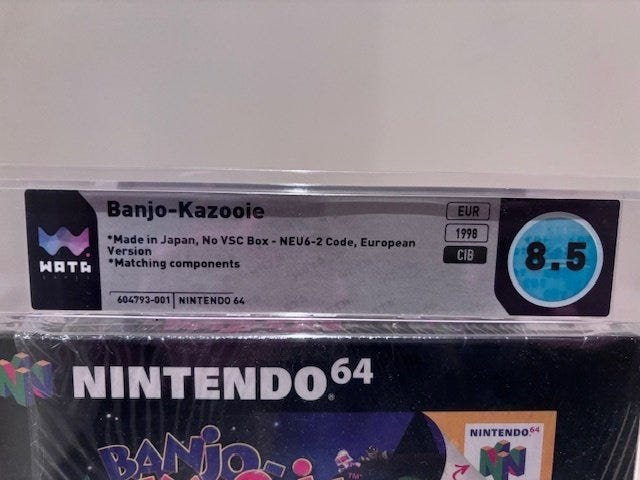 Banjo-Kazooie
EUR
*Made in Japan, No VSC Box - NEU6-2 Code, European
Version
*Matching components
1998
CIB
8.5
WATA
604793-001 NINTENDO 64
NINTENDO 64
BANJO-
NINTENDO 64